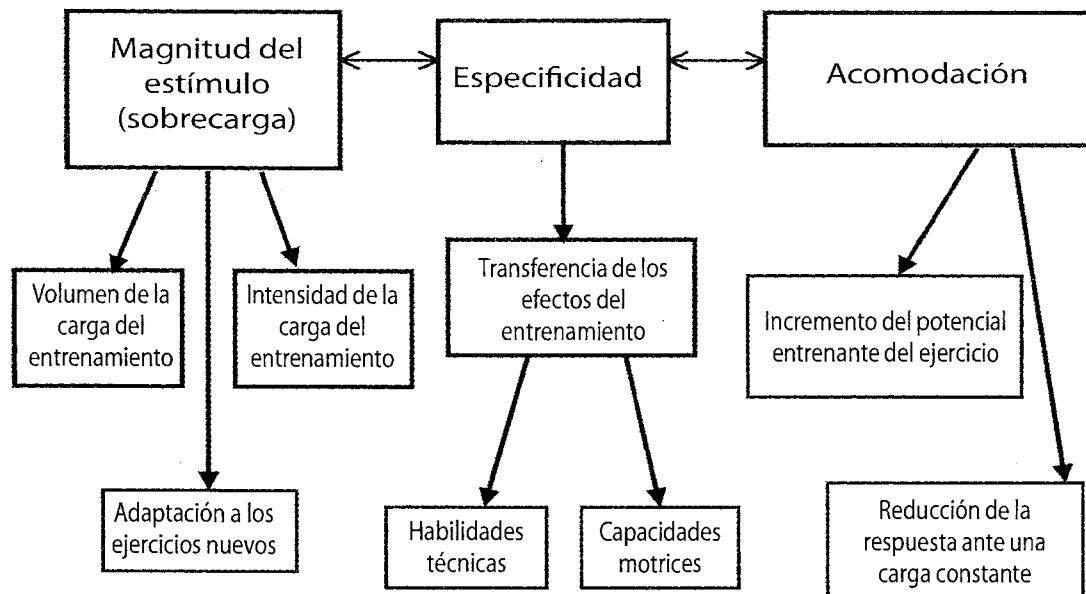 Magnitud del
estímulo
(sobrecarga)
Especificidad
Acomodación
Volumen de la
carga del
entrenamiento
Intensidad de la
carga del
entrenamiento
Transferencia de los
efectos del
entrenamiento
Incremento del potencial
entrenante del ejercicio
Adaptación a los
ejercicios nuevos
Habilidades
técnicas
Capacidades
motrices
Reducción de la
respuesta ante una
carga constante